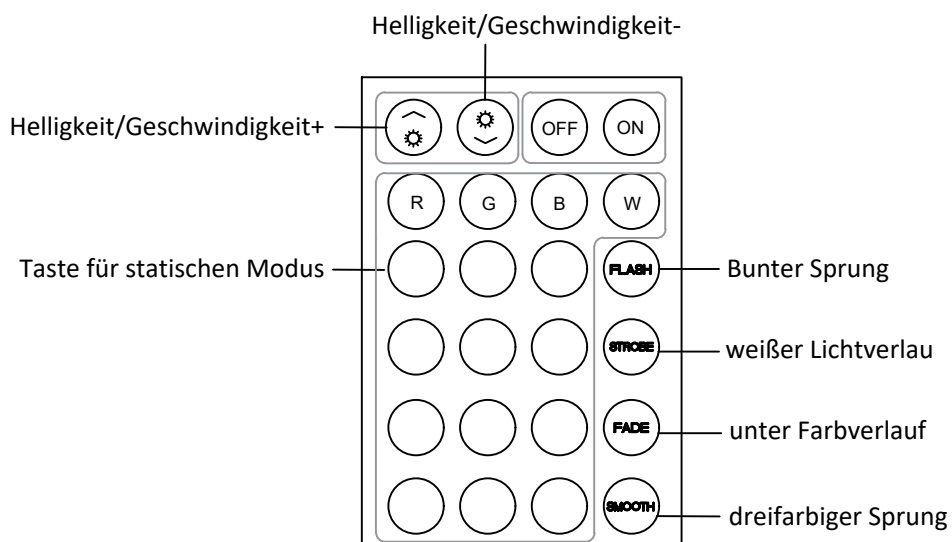 Helligkeit/Geschwindigkeit-
Helligkeit/Geschwindigkeit+
OFF ON
R G B W
Taste für statischen Modus
FLASH Bunter Sprung
STROBE weißer Lichtverlau
FADE unter Farbverlauf
SMOOTH dreifarbiger Sprung